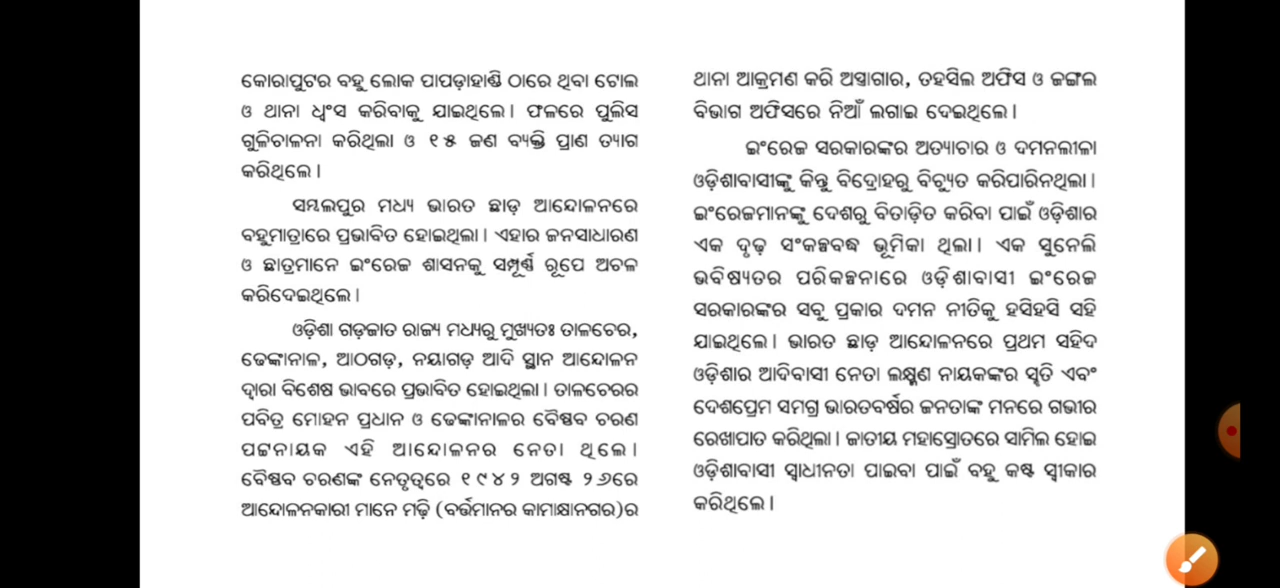 କୋରାପୁଟର ବହୁ ଲୋକ ପାପଡ଼ାହାଣ୍ଡି ଠାରେ ଥିବା ଟୋଲ
ଓ ଥାନା ଧ୍ୱଂସ କରିବାକୁ ଯାଇଥିଲେ। ଫଳରେ ପୁଲିସ
ଗୁଳିଚାଳନା କରିଥିଲା ଓ ୧୫ ଜଣ ବ୍ୟକ୍ତି ପ୍ରାଣ ତ୍ୟାଗ
କରିଥିଲେ।
ସମ୍ବଲପୁର ମଧ୍ୟ ଭାରତ ଛାଡ଼ ଆନ୍ଦୋଳନରେ
ବହୁମାତ୍ରାରେ ପ୍ରଭାବିତ ହୋଇଥିଲା। ଏହାର ଜନସାଧାରଣ
ଓ ଛାତ୍ରମାନେ ଇଂରେଜ ଶାସନକୁ ସମ୍ପୂର୍ଣ୍ଣ ରୂପେ ଅଚଳ
କରିଦେଇଥିଲେ।
ଓଡ଼ିଶା ଗଡ଼ଜାତ ରାଜ୍ୟ ମଧ୍ୟରୁ ମୁଖ୍ୟତଃ ତାଳଚେର,
ଢେଙ୍କାନାଳ, ଆଠଗଡ଼, ନୟାଗଡ଼ ଆଦି ସ୍ଥାନ ଆନ୍ଦୋଳନ
ଦ୍ୱାରା ବିଶେଷ ଭାବରେ ପ୍ରଭାବିତ ହୋଇଥିଲା। ତାଳଚେରର
ପବିତ୍ର ମୋହନ ପ୍ରଧାନ ଓ ଢେଙ୍କାନାଳର ବୈଷ୍ଣବ ଚରଣ
ପଟ୍ଟନାୟକ ଏହି ଆନ୍ଦୋଳନର ନେତା ଥିଲେ।
ବୈଷ୍ଣବ ଚରଣଙ୍କ ନେତୃତ୍ୱରେ ୧୯୪୨ ଅଗଷ୍ଟ ୨୬ରେ
ଆନ୍ଦୋଳନକାରୀ ମାନେ ମଢ଼ି (ବର୍ତ୍ତମାନର କାମାକ୍ଷାନଗର)ର
ଥାନା ଆକ୍ରମଣ କରି ଅସ୍ତ୍ରାଗାର, ତହସିଲ ଅଫିସ ଓ ଜଙ୍ଗଲ
ବିଭାଗ ଅଫିସରେ ନିଆଁ ଲଗାଇ ଦେଇଥିଲେ।
ଇଂରେଜ ସରକାରଙ୍କର ଅତ୍ୟାଚାର ଓ ଦମନଲୀଳା
ଓଡ଼ିଶାବାସୀଙ୍କୁ କିନ୍ତୁ ବିଦ୍ରୋହରୁ ବିଚ୍ୟୁତ କରିପାରିନଥିଲା।
ଇଂରେଜମାନଙ୍କୁ ଦେଶରୁ ବିତାଡ଼ିତ କରିବା ପାଇଁ ଓଡ଼ିଶାର
ଏକ ଦୃଢ଼ ସଂକଳ୍ପବଦ୍ଧ ଭୂମିକା ଥିଲା। ଏକ ସୁନେଲି
ଭବିଷ୍ୟତର ପରିକଳ୍ପନାରେ ଓଡ଼ିଶାବାସୀ ଇଂରେଜ
ସରକାରଙ୍କର ସବୁ ପ୍ରକାର ଦମନ ନୀତିକୁ ହସିହସି ସହି
ଯାଇଥିଲେ। ଭାରତ ଛାଡ଼ ଆନ୍ଦୋଳନରେ ପ୍ରଥମ ସହିଦ
ଓଡ଼ିଶାର ଆଦିବାସୀ ନେତା ଲକ୍ଷ୍ମଣ ନାୟକଙ୍କର ସ୍ମୃତି ଏବଂ
ଦେଶପ୍ରେମ ସମଗ୍ର ଭାରତବର୍ଷର ଜନତାଙ୍କ ମନରେ ଗଭୀର
ରେଖାପାତ କରିଥିଲା। ଜାତୀୟ ମହାସ୍ରୋତରେ ସାମିଲ ହୋଇ
ଓଡ଼ିଶାବାସୀ ସ୍ୱାଧୀନତା ପାଇବା ପାଇଁ ବହୁ କଷ୍ଟ ସ୍ୱୀକାର
କରିଥିଲେ।